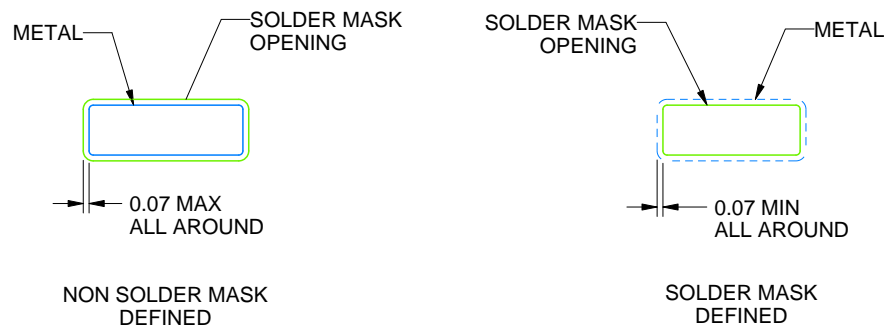 METAL
SOLDER MASK
OPENING
0.07 MAX
ALL AROUND
NON SOLDER MASK
DEFINED
SOLDER MASK
OPENING
METAL
0.07 MIN
ALL AROUND
SOLDER MASK
DEFINED